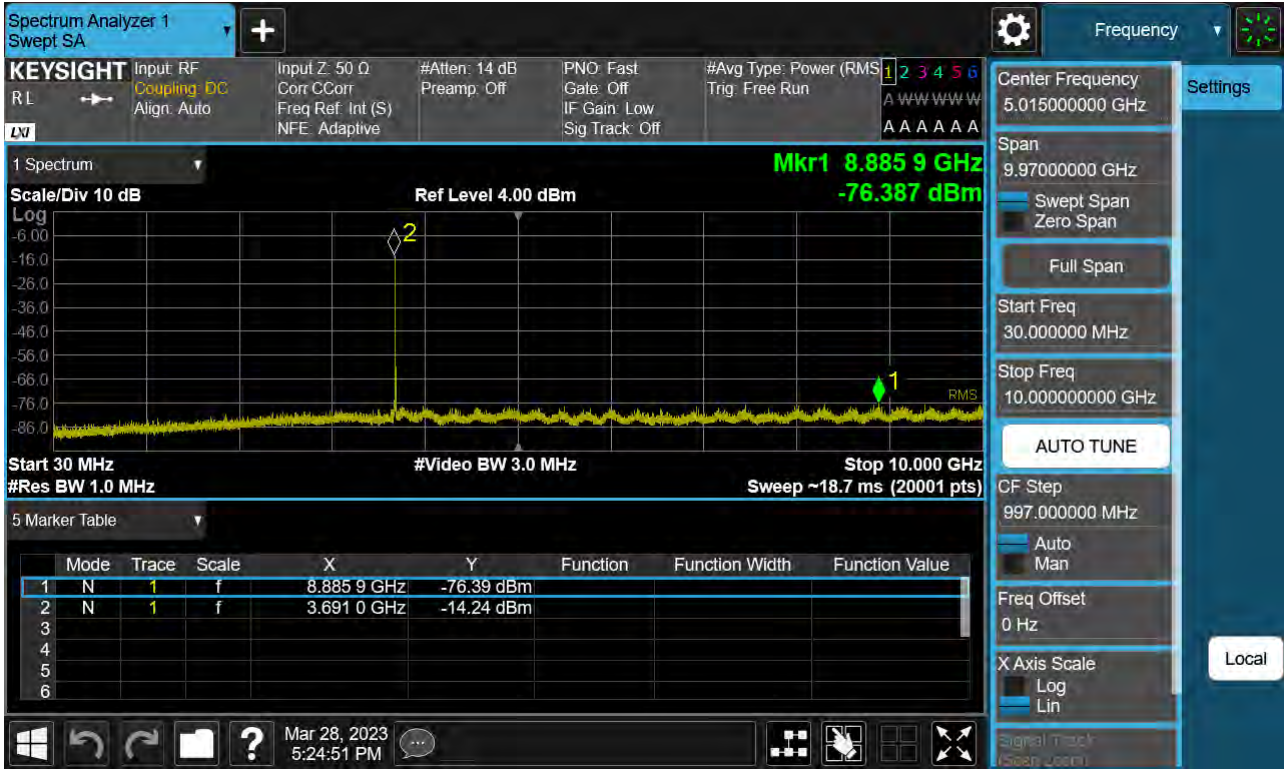 Spectrum Analyzer 1
Swept SA
Frequency
KEYSIGHT
RL
LXI
Input: RF
Coupling: DC
Align: Auto
Input Z: 50 Ω
Corr CCorr
Freq Ref: Int (S)
NFE: Adaptive
#Atten: 14 dB
Preamp: Off
PNO: Fast
Gate: Off
IF Gain: Low
Sig Track: Off
#Avg Type: Power (RMS
Trig: Free Run
1 2 3 4 5 6
A W W W W W
A A A A A A
1 Spectrum
Scale/Div 10 dB
Log
Ref Level 4.00 dBm
Mkr1 8.885 9 GHz
-76.387 dBm
-6.00
-16.0
-26.0
-36.0
-46.0
-56.0
-66.0
-76.0
-86.0
2
1
RMS
Start 30 MHz
#Video BW 3.0 MHz
Stop 10.000 GHz
#Res BW 1.0 MHz
Sweep ~18.7 ms (20001 pts)
5 Marker Table
Mode Trace Scale X Y Function Function Width Function Value
1 N 1 f 8.885 9 GHz -76.39 dBm
2 N 1 f 3.691 0 GHz -14.24 dBm
3
4
5
6
Mar 28, 2023
5:24:51 PM
Center Frequency
5.015000000 GHz
Span
9.97000000 GHz
Swept Span
Zero Span
Full Span
Start Freq
30.000000 MHz
Stop Freq
10.000000000 GHz
AUTO TUNE
CF Step
997.000000 MHz
Auto
Man
Freq Offset
0 Hz
X Axis Scale
Log
Lin
Signal Track
(Span Zoom)
Settings
Local